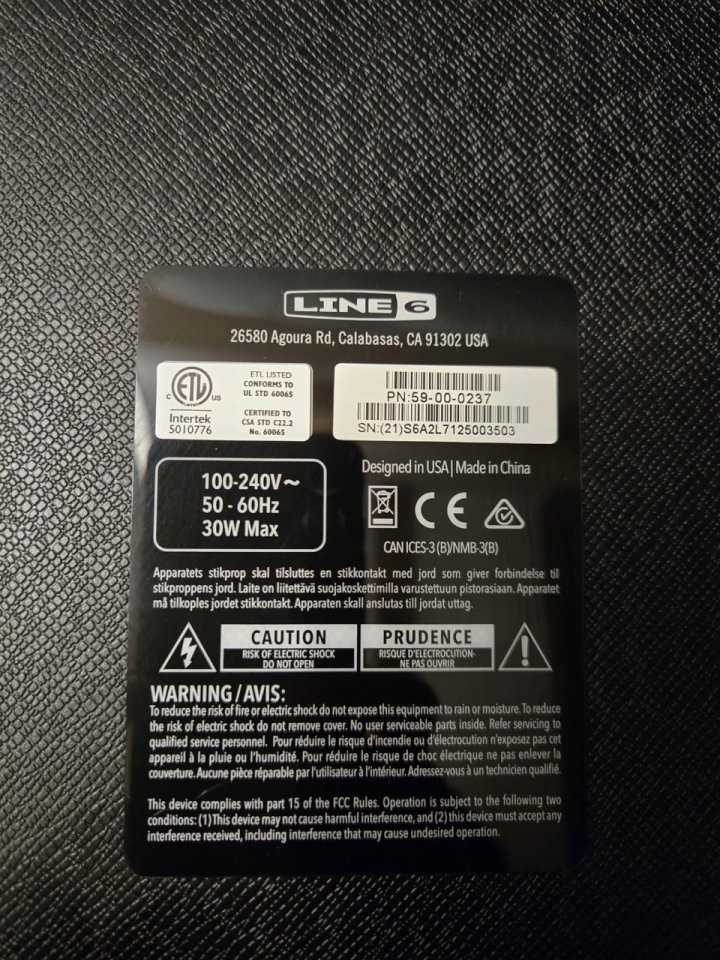 LINE 6
26580 Agoura Rd, Calabasas, CA 91302 USA
ETL LISTED
CONFORMS TO
UL STD 60065
C ETL US
Intertek
5010776
CERTIFIED TO
CSA STD C22.2
No. 60065
PN:59-00-0237
SN:(21)S6A2L7125003503
100-240V~
50 - 60Hz
30W Max
Designed in USA | Made in China
CE
CAN ICES-3 (B)/NMB-3(B)
Apparatets stikprop skal tilsluttes en stikkontakt med jord som giver forbindelse til
stikproppens jord. Laite on liitettävä suojakoskettimilla varustettuun pistorasiaan. Apparatet
må tilkoples jordet stikkontakt. Apparaten skall anslutas till jordat uttag.
CAUTION
RISK OF ELECTRIC SHOCK
DO NOT OPEN
PRUDENCE
RISQUE D'ELECTROCUTION-
NE PAS OUVRIR
WARNING / AVIS:
To reduce the risk of fire or electric shock do not expose this equipment to rain or moisture. To reduce
the risk of electric shock do not remove cover. No user serviceable parts inside. Refer servicing to
qualified service personnel. Pour réduire le risque d'incendie ou d'électrocution n'exposez pas cet
appareil à la pluie ou l'humidité. Pour réduire le risque de choc électrique ne pas enlever la
couverture. Aucune pièce réparable par l'utilisateur à l'intérieur. Adressez-vous à un technicien qualifié.
This device complies with part 15 of the FCC Rules. Operation is subject to the following two
conditions: (1) This device may not cause harmful interference, and (2) this device must accept any
interference received, including interference that may cause undesired operation.